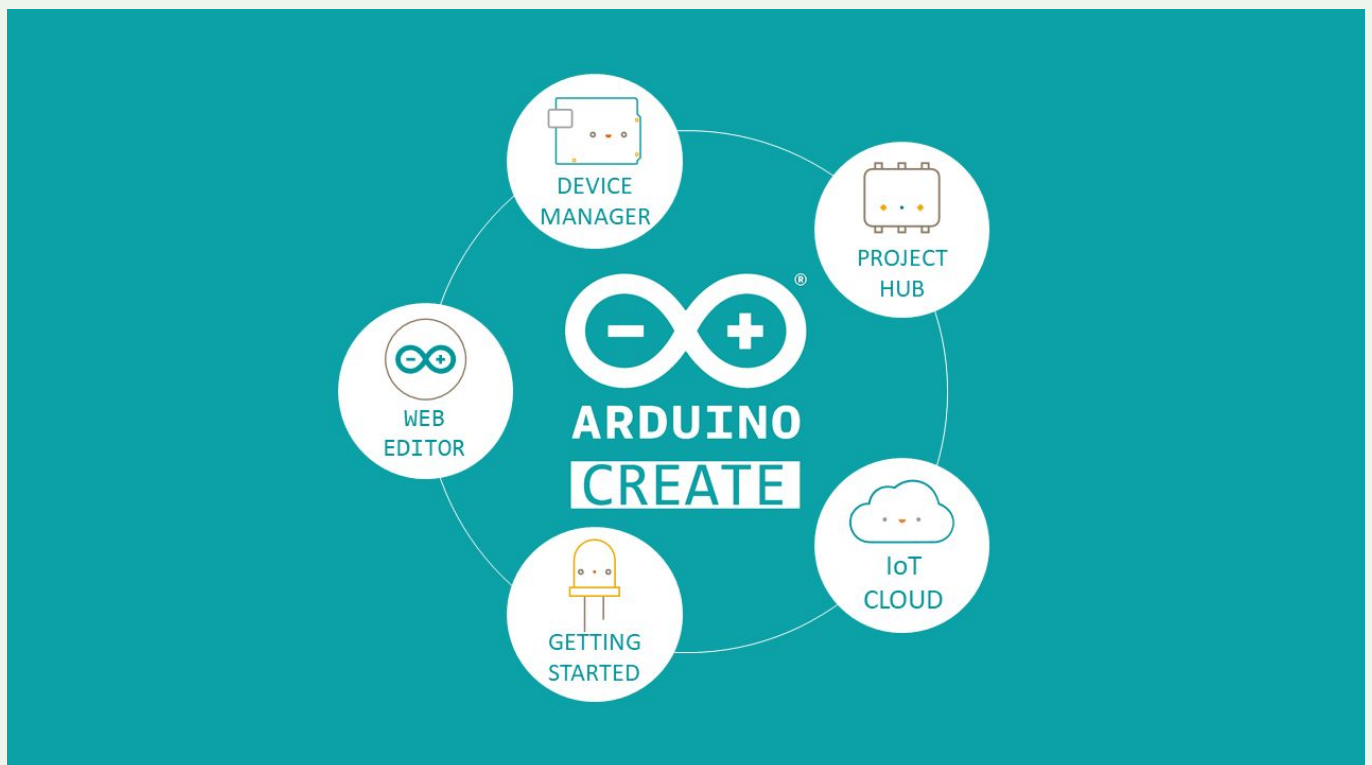 DEVICE
MANAGER
PROJECT
HUB
®
WEB
EDITOR
ARDUINO
CREATE
IoT
CLOUD
GETTING
STARTED